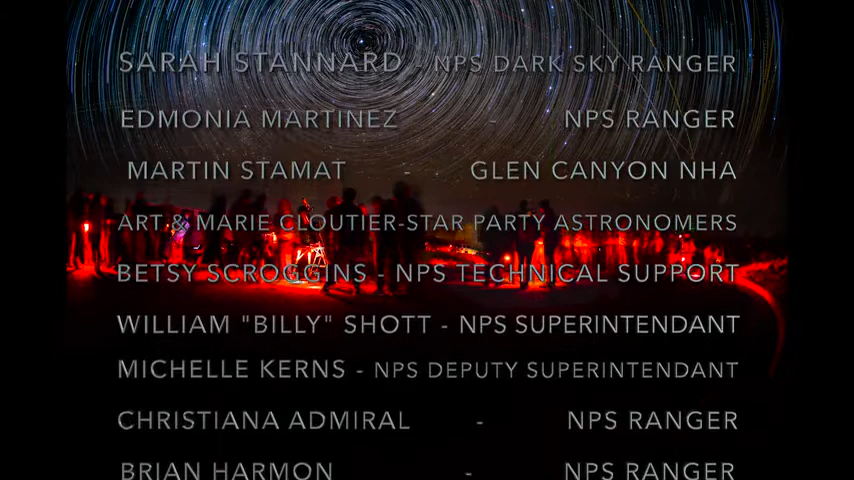 SARAH STANNARD - NPS DARK SKY RANGER
EDMONIA MARTINEZ - NPS RANGER
MARTIN STAMAT - GLEN CANYON NHA
ART & MARIE CLOUTIER-STAR PARTY ASTRONOMERS
BETSY SCROGGINS - NPS TECHNICAL SUPPORT
WILLIAM "BILLY" SHOTT - NPS SUPERINTENDANT
MICHELLE KERNS - NPS DEPUTY SUPERINTENDANT
CHRISTIANA ADMIRAL - NPS RANGER
BRIAN HARMON - NPS RANGER